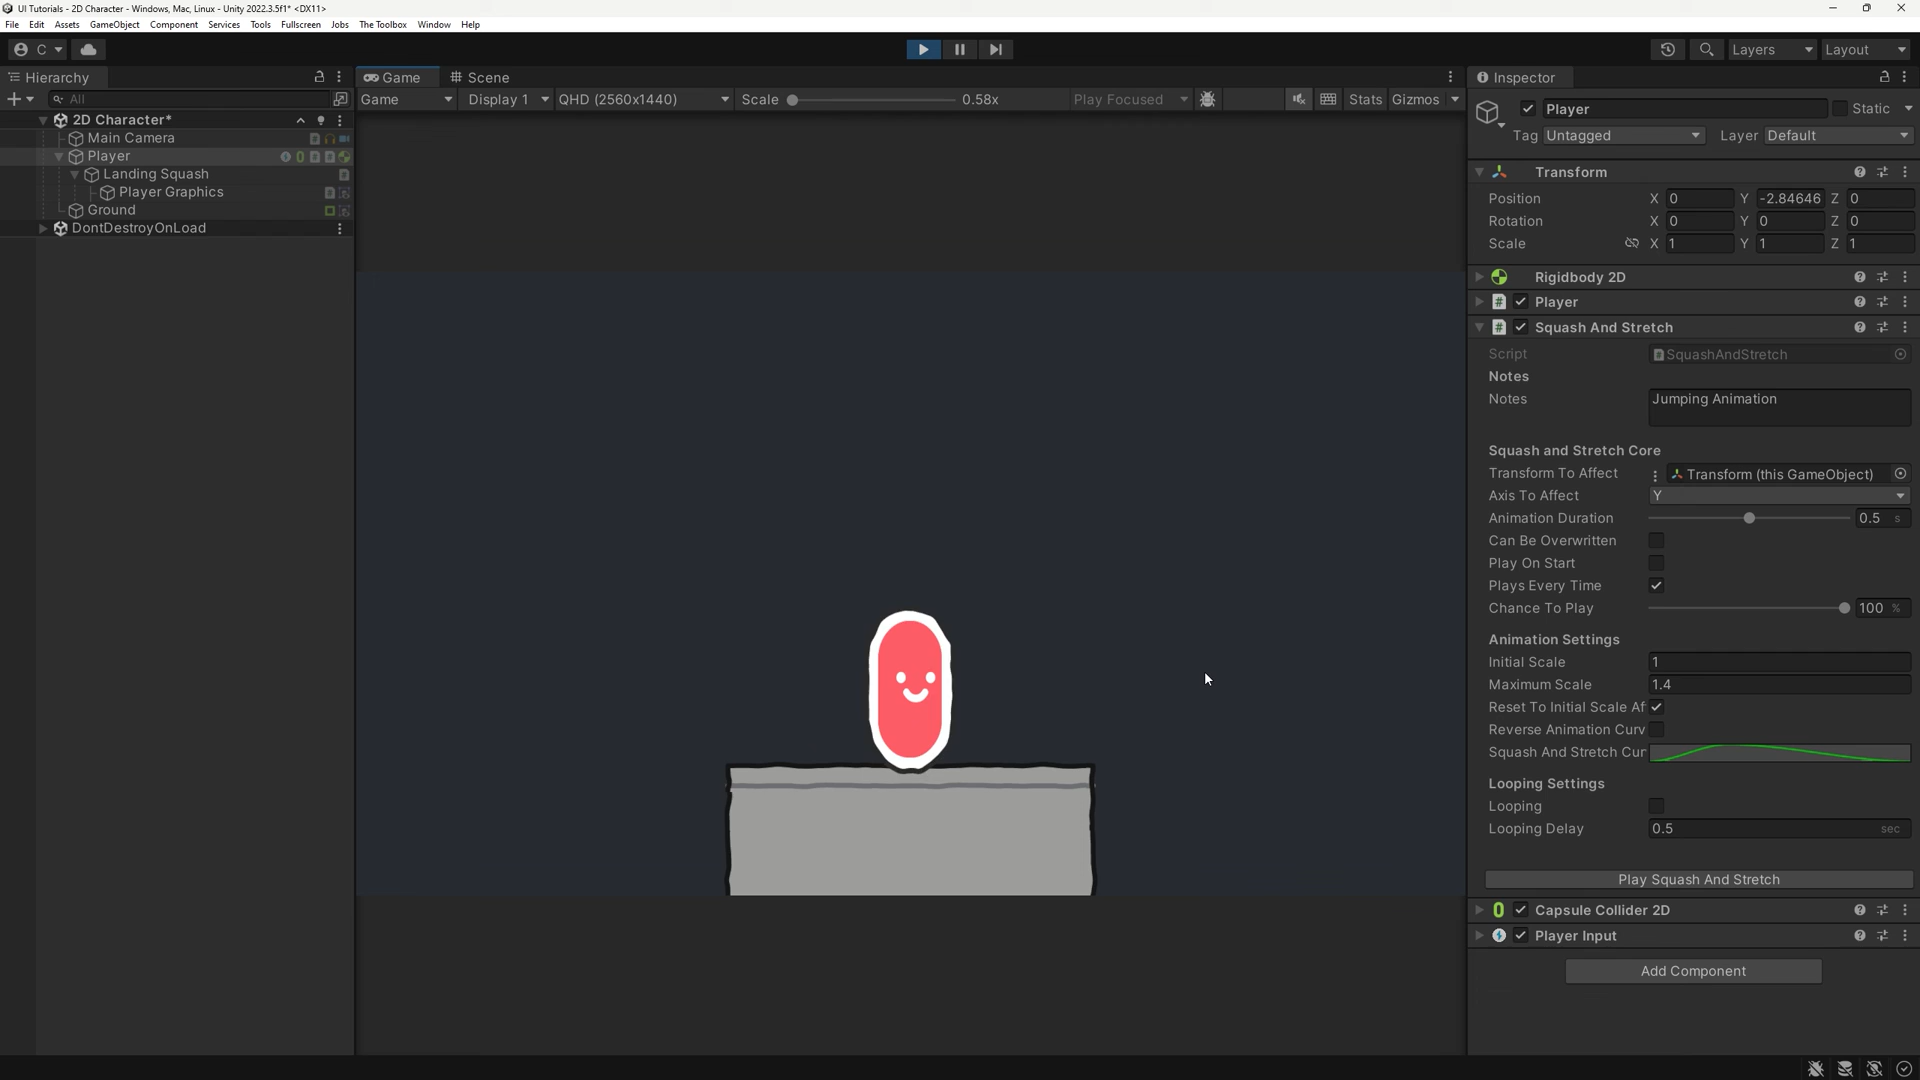 UI Tutorials - 2D Character - Windows, Mac, Linux - Unity 2022.3.5f1* <DX11>
File Edit Assets GameObject Component Services Tools Fullscreen Jobs The Toolbox Window Help
C
Layers
Layout
Hierarchy
All
2D Character*
Main Camera
Player
Landing Squash
Player Graphics
Ground
DontDestroyOnLoad
Game
Scene
Game
Display 1
QHD (2560x1440)
Scale
0.58x
Play Focused
Stats
Gizmos
Inspector
Player
Static
Tag Untagged
Layer Default
Transform
Position X 0 Y -2.84646 Z 0
Rotation X 0 Y 0 Z 0
Scale X 1 Y 1 Z 1
Rigidbody 2D
Player
Squash And Stretch
Script SquashAndStretch
Notes
Notes Jumping Animation
Squash and Stretch Core
Transform To Affect Transform (this GameObject)
Axis To Affect Y
Animation Duration 0.5 s
Can Be Overwritten
Play On Start
Plays Every Time
Chance To Play 100 %
Animation Settings
Initial Scale 1
Maximum Scale 1.4
Reset To Initial Scale Af
Reverse Animation Curv
Squash And Stretch Cur
Looping Settings
Looping
Looping Delay 0.5 sec
Play Squash And Stretch
Capsule Collider 2D
Player Input
Add Component